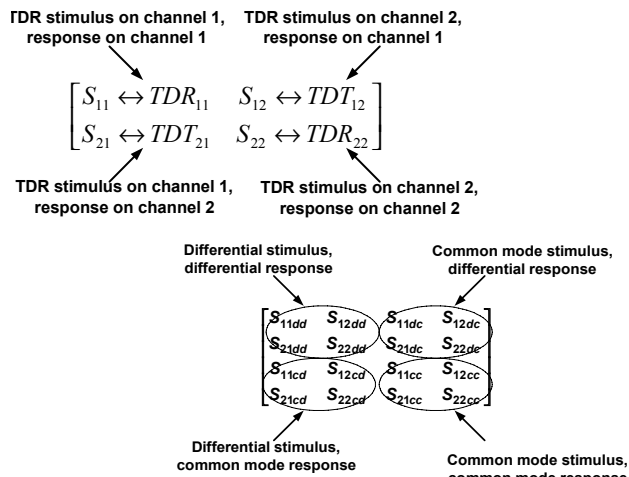 TDR stimulus on channel 1, TDR stimulus on channel 2,
response on channel 1 response on channel 1
S₁₁ ↔ TDR₁₁ S₁₂ ↔ TDT₁₂
S₂₁ ↔ TDT₂₁ S₂₂ ↔ TDR₂₂
TDR stimulus on channel 1, TDR stimulus on channel 2,
response on channel 2 response on channel 2
Differential stimulus, Common mode stimulus,
differential response differential response
S11dd S12dd S11dc S12dc
S21dd S22dd S21dc S22dc
S11cd S12cd S11cc S12cc
S21cd S22cd S21cc S22cc
Differential stimulus, Common mode stimulus,
common mode response common mode response